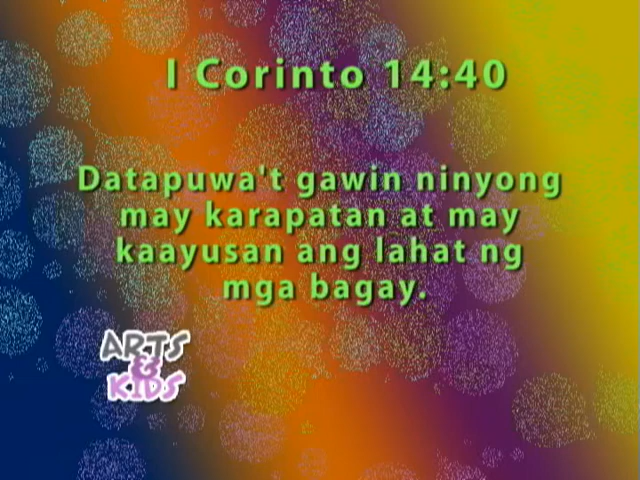 I Corinto 14:40
Datapuwa't gawin ninyong
may karapatan at may
kaayusan ang lahat ng
mga bagay.
ARTS
&
KIDS